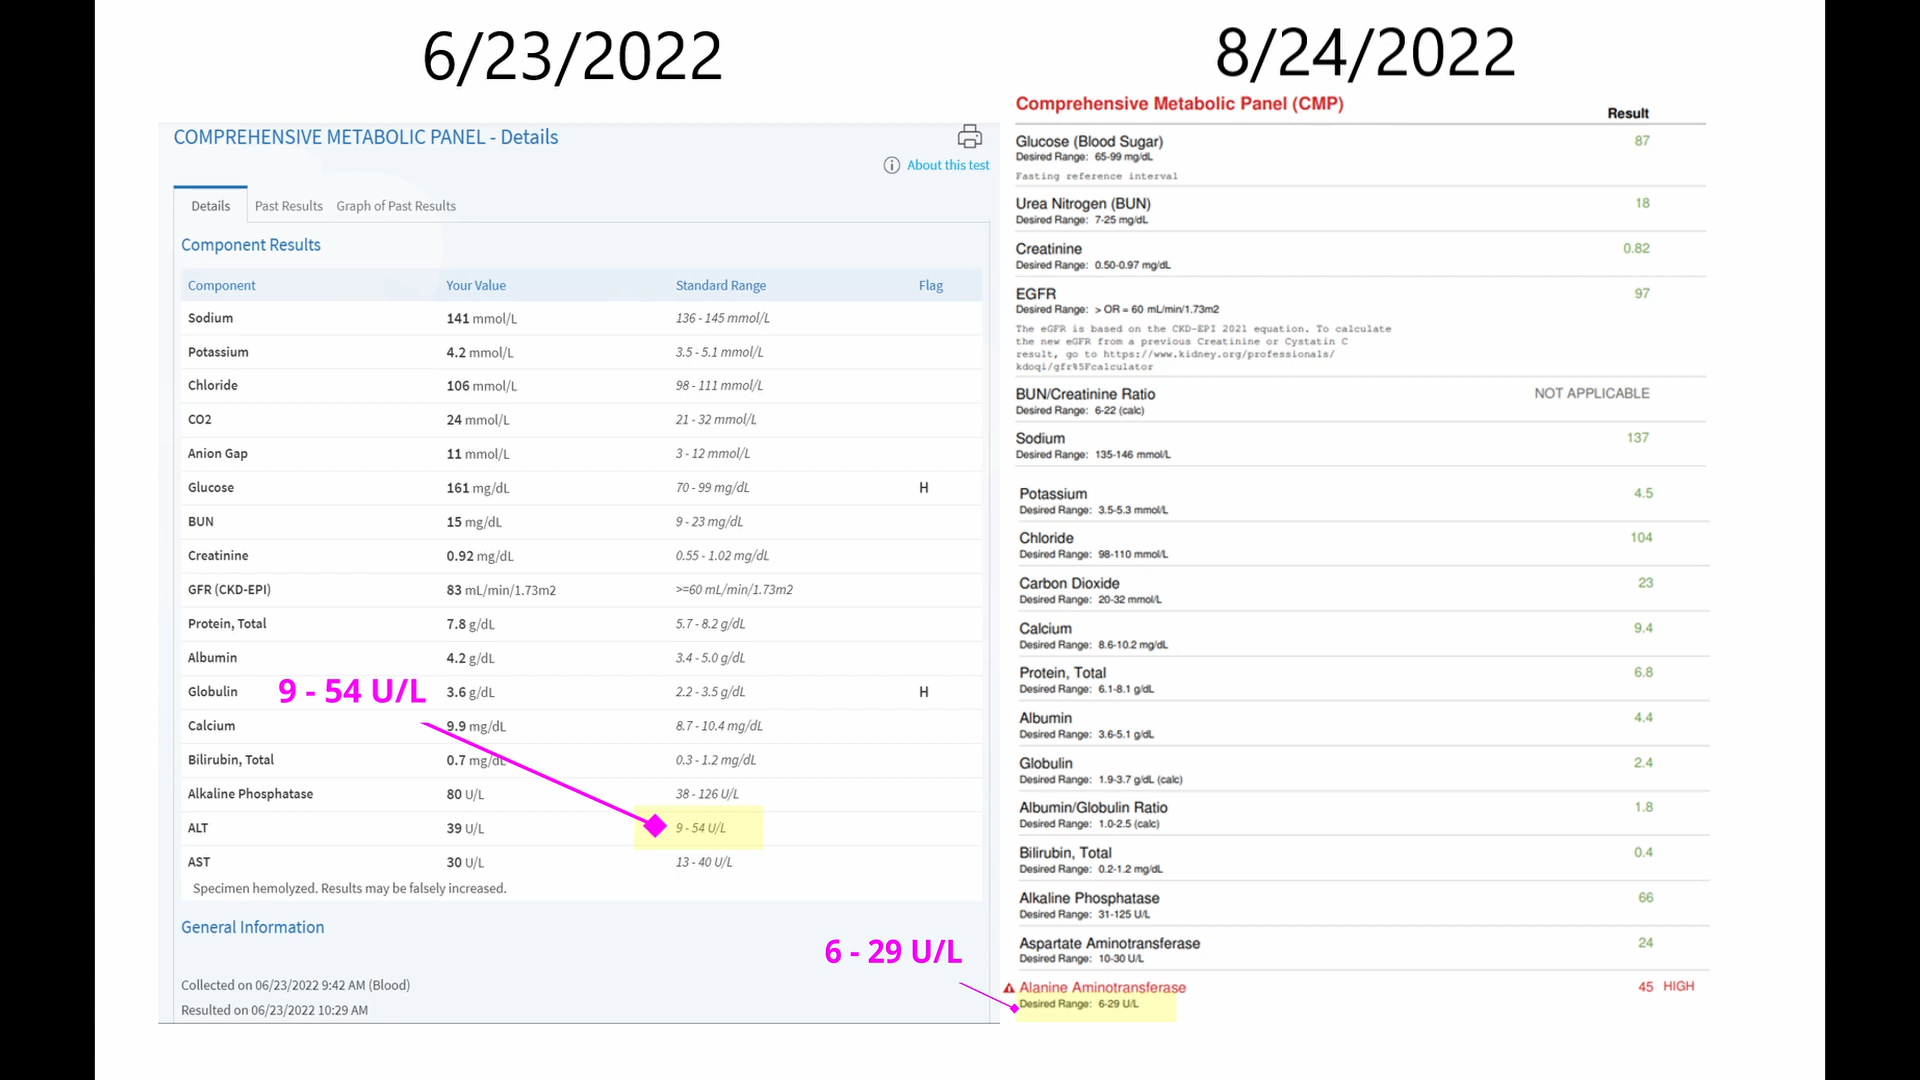 6/23/2022
8/24/2022
COMPREHENSIVE METABOLIC PANEL - Details
About this test
Details Past Results Graph of Past Results
Component Results
Component Your Value Standard Range Flag
Sodium 141 mmol/L 136 - 145 mmol/L
Potassium 4.2 mmol/L 3.5 - 5.1 mmol/L
Chloride 106 mmol/L 98 - 111 mmol/L
CO2 24 mmol/L 21 - 32 mmol/L
Anion Gap 11 mmol/L 3 - 12 mmol/L
Glucose 161 mg/dL 70 - 99 mg/dL H
BUN 15 mg/dL 9 - 23 mg/dL
Creatinine 0.92 mg/dL 0.55 - 1.02 mg/dL
GFR (CKD-EPI) 83 mL/min/1.73m2 >=60 mL/min/1.73m2
Protein, Total 7.8 g/dL 5.7 - 8.2 g/dL
Albumin 4.2 g/dL 3.4 - 5.0 g/dL
Globulin 3.6 g/dL 2.2 - 3.5 g/dL H
9 - 54 U/L
Calcium 9.9 mg/dL 8.7 - 10.4 mg/dL
Bilirubin, Total 0.7 mg/dL 0.3 - 1.2 mg/dL
Alkaline Phosphatase 80 U/L 38 - 126 U/L
ALT 39 U/L 9 - 54 U/L
AST 30 U/L 13 - 40 U/L
Specimen hemolyzed. Results may be falsely increased.
General Information
Collected on 06/23/2022 9:42 AM (Blood)
Resulted on 06/23/2022 10:29 AM
Comprehensive Metabolic Panel (CMP)
Result
Glucose (Blood Sugar) 87
Desired Range: 65-99 mg/dL
Fasting reference interval
Urea Nitrogen (BUN) 18
Desired Range: 7-25 mg/dL
Creatinine 0.82
Desired Range: 0.50-0.97 mg/dL
EGFR 97
Desired Range: > OR = 60 mL/min/1.73m2
The eGFR is based on the CKD-EPI 2021 equation. To calculate
the new eGFR from a previous Creatinine or Cystatin C
result, go to https://www.kidney.org/professionals/
kdoqi/gfr%5Fcalculator
BUN/Creatinine Ratio NOT APPLICABLE
Desired Range: 6-22 (calc)
Sodium 137
Desired Range: 135-146 mmol/L
Potassium 4.5
Desired Range: 3.5-5.3 mmol/L
Chloride 104
Desired Range: 98-110 mmol/L
Carbon Dioxide 23
Desired Range: 20-32 mmol/L
Calcium 9.4
Desired Range: 8.6-10.2 mg/dL
Protein, Total 6.8
Desired Range: 6.1-8.1 g/dL
Albumin 4.4
Desired Range: 3.6-5.1 g/dL
Globulin 2.4
Desired Range: 1.9-3.7 g/dL (calc)
Albumin/Globulin Ratio 1.8
Desired Range: 1.0-2.5 (calc)
Bilirubin, Total 0.4
Desired Range: 0.2-1.2 mg/dL
Alkaline Phosphatase 66
Desired Range: 31-125 U/L
Aspartate Aminotransferase 24
Desired Range: 10-30 U/L
6 - 29 U/L
Alanine Aminotransferase 45 HIGH
Desired Range: 6-29 U/L